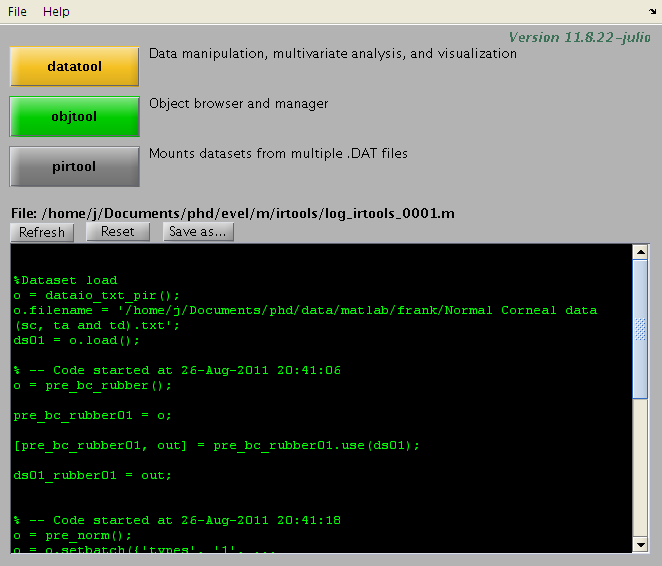 File Help
Version 11.8.22-julio
datatool Data manipulation, multivariate analysis, and visualization
objtool Object browser and manager
pirtool Mounts datasets from multiple .DAT files
File: /home/j/Documents/phd/evel/m/irtools/log_irtools_0001.m
Refresh Reset Save as...
%Dataset load
o = dataio_txt_pir();
o.filename = '/home/j/Documents/phd/data/matlab/frank/Normal Corneal data
(sc, ta and td).txt';
ds01 = o.load();
% -- Code started at 26-Aug-2011 20:41:06
o = pre_bc_rubber();
pre_bc_rubber01 = o;
[pre_bc_rubber01, out] = pre_bc_rubber01.use(ds01);
ds01_rubber01 = out;
% -- Code started at 26-Aug-2011 20:41:18
o = pre_norm();
o = o.setbatch({'types', '1', ...